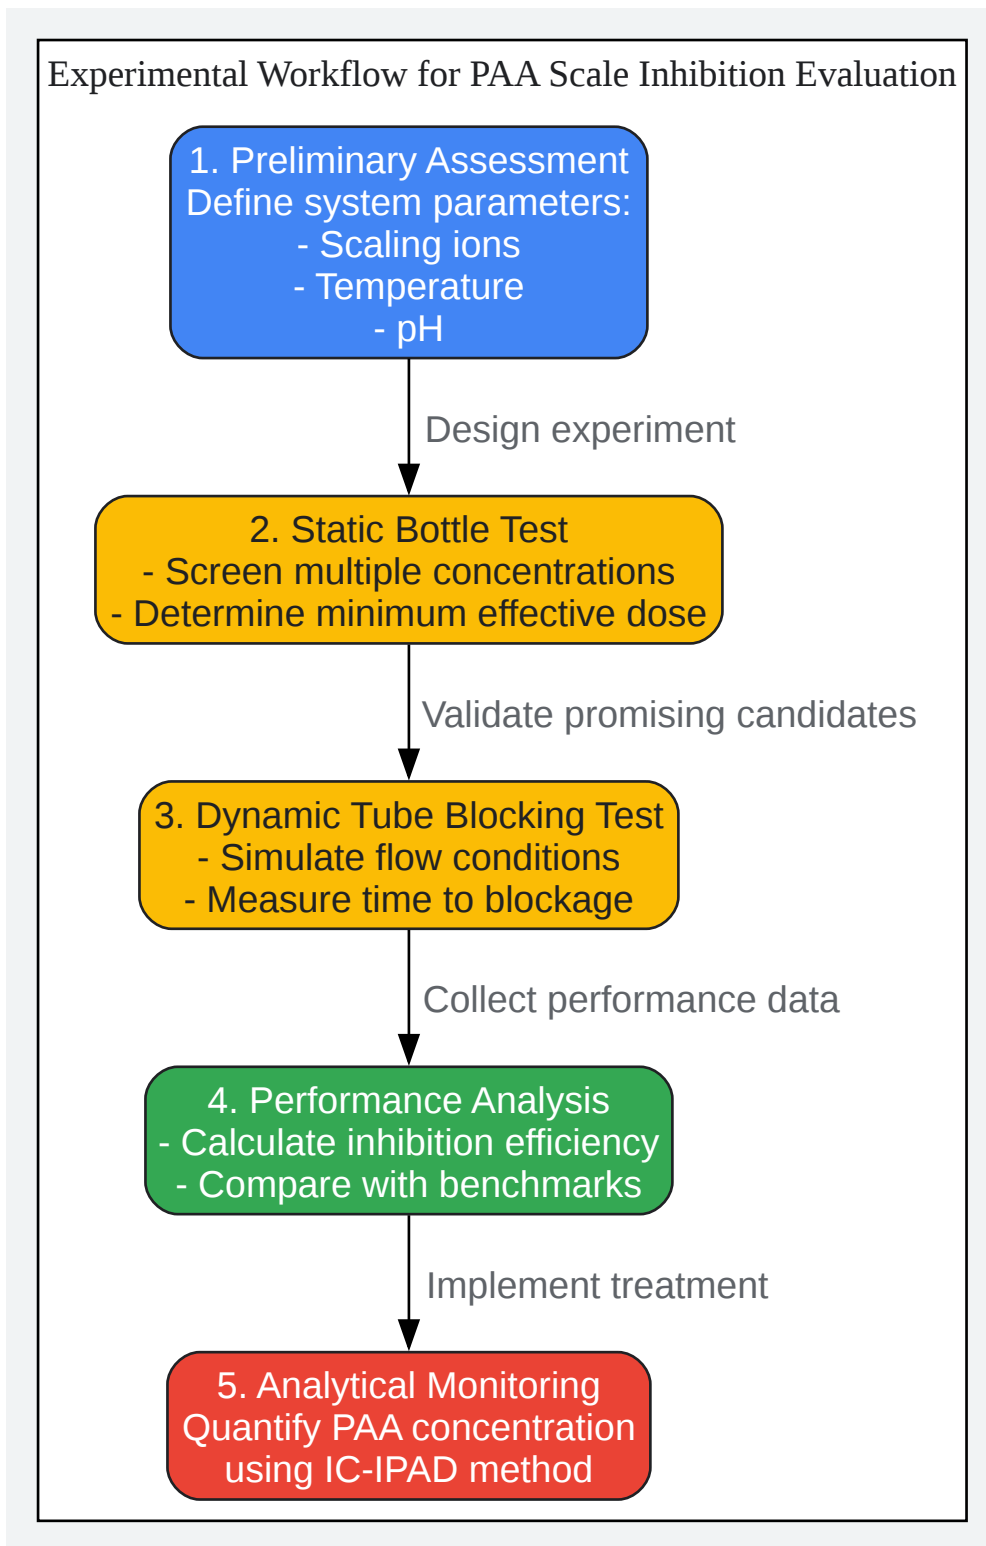 Experimental Workflow for PAA Scale Inhibition Evaluation
1. Preliminary Assessment
Define system parameters:
- Scaling ions
- Temperature
- pH
Design experiment
2. Static Bottle Test
- Screen multiple concentrations
- Determine minimum effective dose
Validate promising candidates
3. Dynamic Tube Blocking Test
- Simulate flow conditions
- Measure time to blockage
Collect performance data
4. Performance Analysis
- Calculate inhibition efficiency
- Compare with benchmarks
Implement treatment
5. Analytical Monitoring
Quantify PAA concentration
using IC-IPAD method